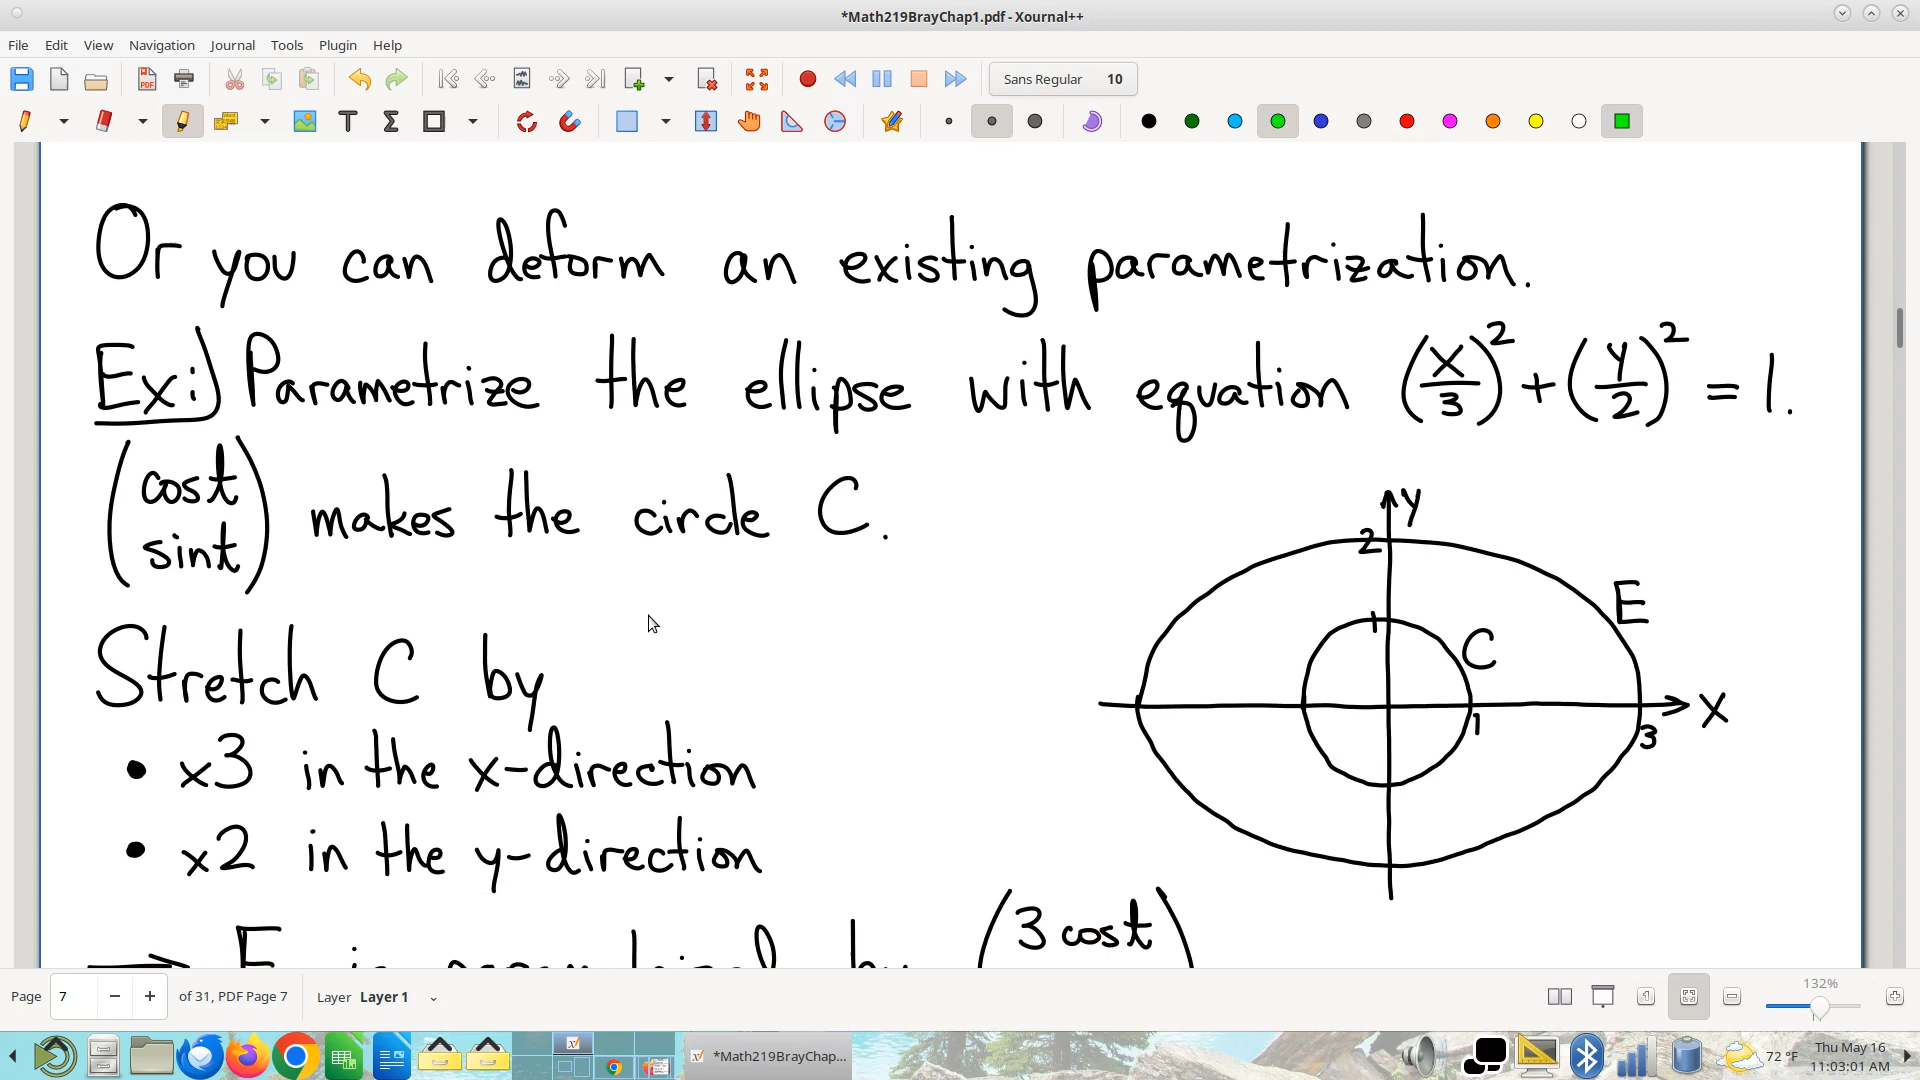 *Math219BrayChap1.pdf - Xournal++
File Edit View Navigation Journal Tools Plugin Help
Sans Regular 10
Or you can deform an existing parametrization.
Ex: Parametrize the ellipse with equation (x/3)² + (y/2)² = 1.
(cost
sint) makes the circle C.
y
2
E
1
C
Stretch C by
x
1
3
• x3 in the x-direction
• x2 in the y-direction
(3 cost
Page 7 of 31, PDF Page 7 Layer Layer 1 132%
*Math219BrayChap... 72 °F Thu May 16
11:03:01 AM